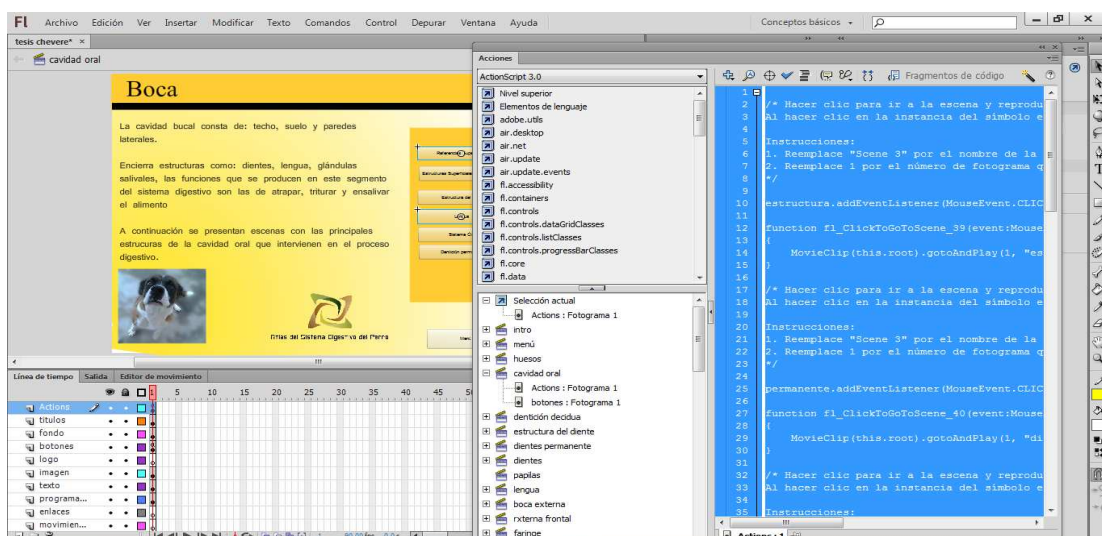 Fl Archivo Edición Ver Insertar Modificar Texto Comandos Control Depurar Ventana Ayuda Conceptos básicos
tesis chevere* ×
cavidad oral
Boca
La cavidad bucal consta de: techo, suelo y paredes
laterales.
Encierra estructuras como: dientes, lengua, glándulas
salivales, las funciones que se producen en este segmento
del sistema digestivo son las de atrapar, triturar y ensalivar
el alimento
A continuación se presentan escenas con las principales
estrucuras de la cavidad oral que intervienen en el proceso
digestivo.
Atlas del Sistema Digestivo del Perro
Línea de tiempo Salida Editor de movimiento
1 5 10 15 20 25 30 35 40 45 50
Actions
titulos
fondo
botones
logo
imagen
texto
programa...
enlaces
movimien...
Acciones
ActionScript 3.0
Nivel superior
Elementos de lenguaje
adobe.utils
air.desktop
air.net
air.update
air.update.events
fl.accessibility
fl.containers
fl.controls
fl.controls.dataGridClasses
fl.controls.listClasses
fl.controls.progressBarClasses
fl.core
fl.data
Selección actual
Actions : Fotograma 1
intro
menú
huesos
cavidad oral
Actions : Fotograma 1
botones : Fotograma 1
dentición decidua
estructura del diente
dientes permanente
dientes
papilas
lengua
boca externa
rxterna frontal
faringe
Fragmentos de código
1
2 /* Hacer clic para ir a la escena y reprodu
3 Al hacer clic en la instancia del símbolo e
4
5 Instrucciones:
6 1. Reemplace "Scene 3" por el nombre de la
7 2. Reemplace 1 por el número de fotograma q
8 */
9
10 estructura.addEventListener(MouseEvent.CLIC
11
12 function fl_ClickToGoToScene_39(event:Mouse
13 {
14 MovieClip(this.root).gotoAndPlay(1, "es
15 }
16
17 /* Hacer clic para ir a la escena y reprodu
18 Al hacer clic en la instancia del símbolo e
19
20 Instrucciones:
21 1. Reemplace "Scene 3" por el nombre de la
22 2. Reemplace 1 por el número de fotograma q
23 */
24
25 permanente.addEventListener(MouseEvent.CLIC
26
27 function fl_ClickToGoToScene_40(event:Mouse
28 {
29 MovieClip(this.root).gotoAndPlay(1, "di
30 }
31
32 /* Hacer clic para ir a la escena y reprodu
33 Al hacer clic en la instancia del símbolo e
34
35 Instrucciones:
Actions : 1